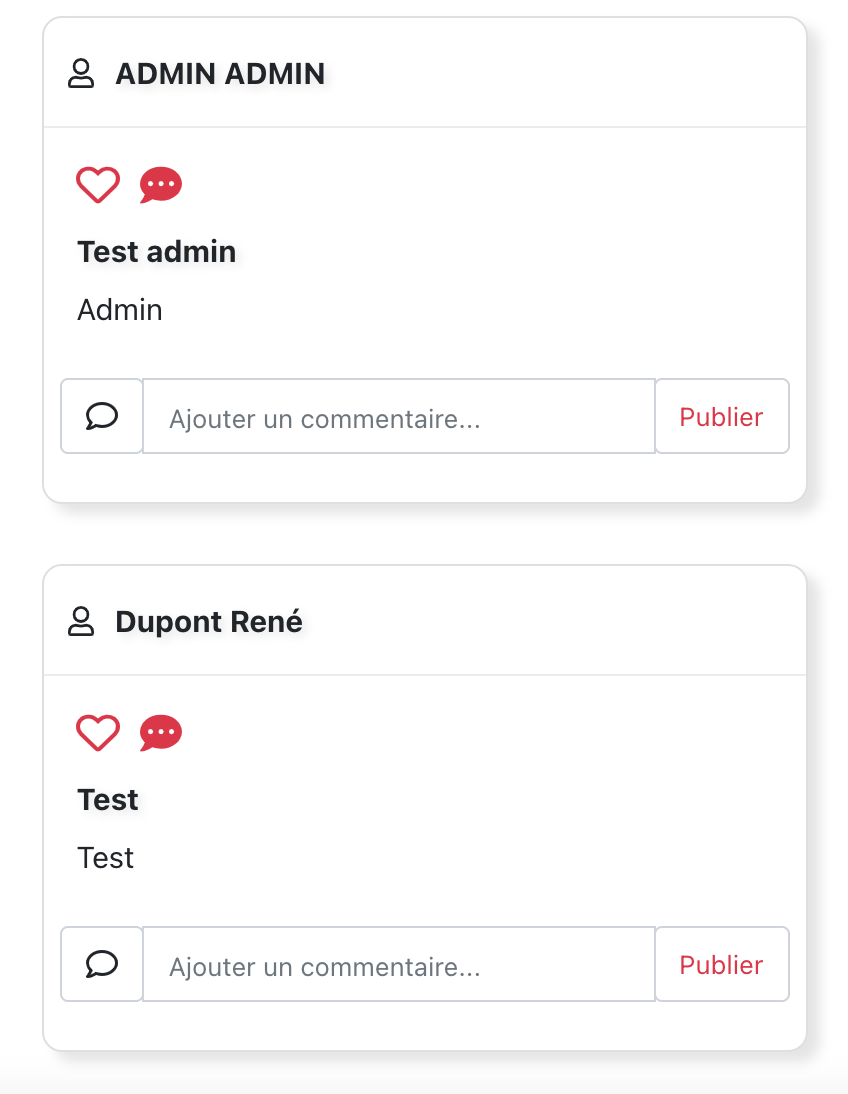 ADMIN ADMIN
Test admin
Admin
Ajouter un commentaire...
Publier
Dupont René
Test
Test
Ajouter un commentaire...
Publier